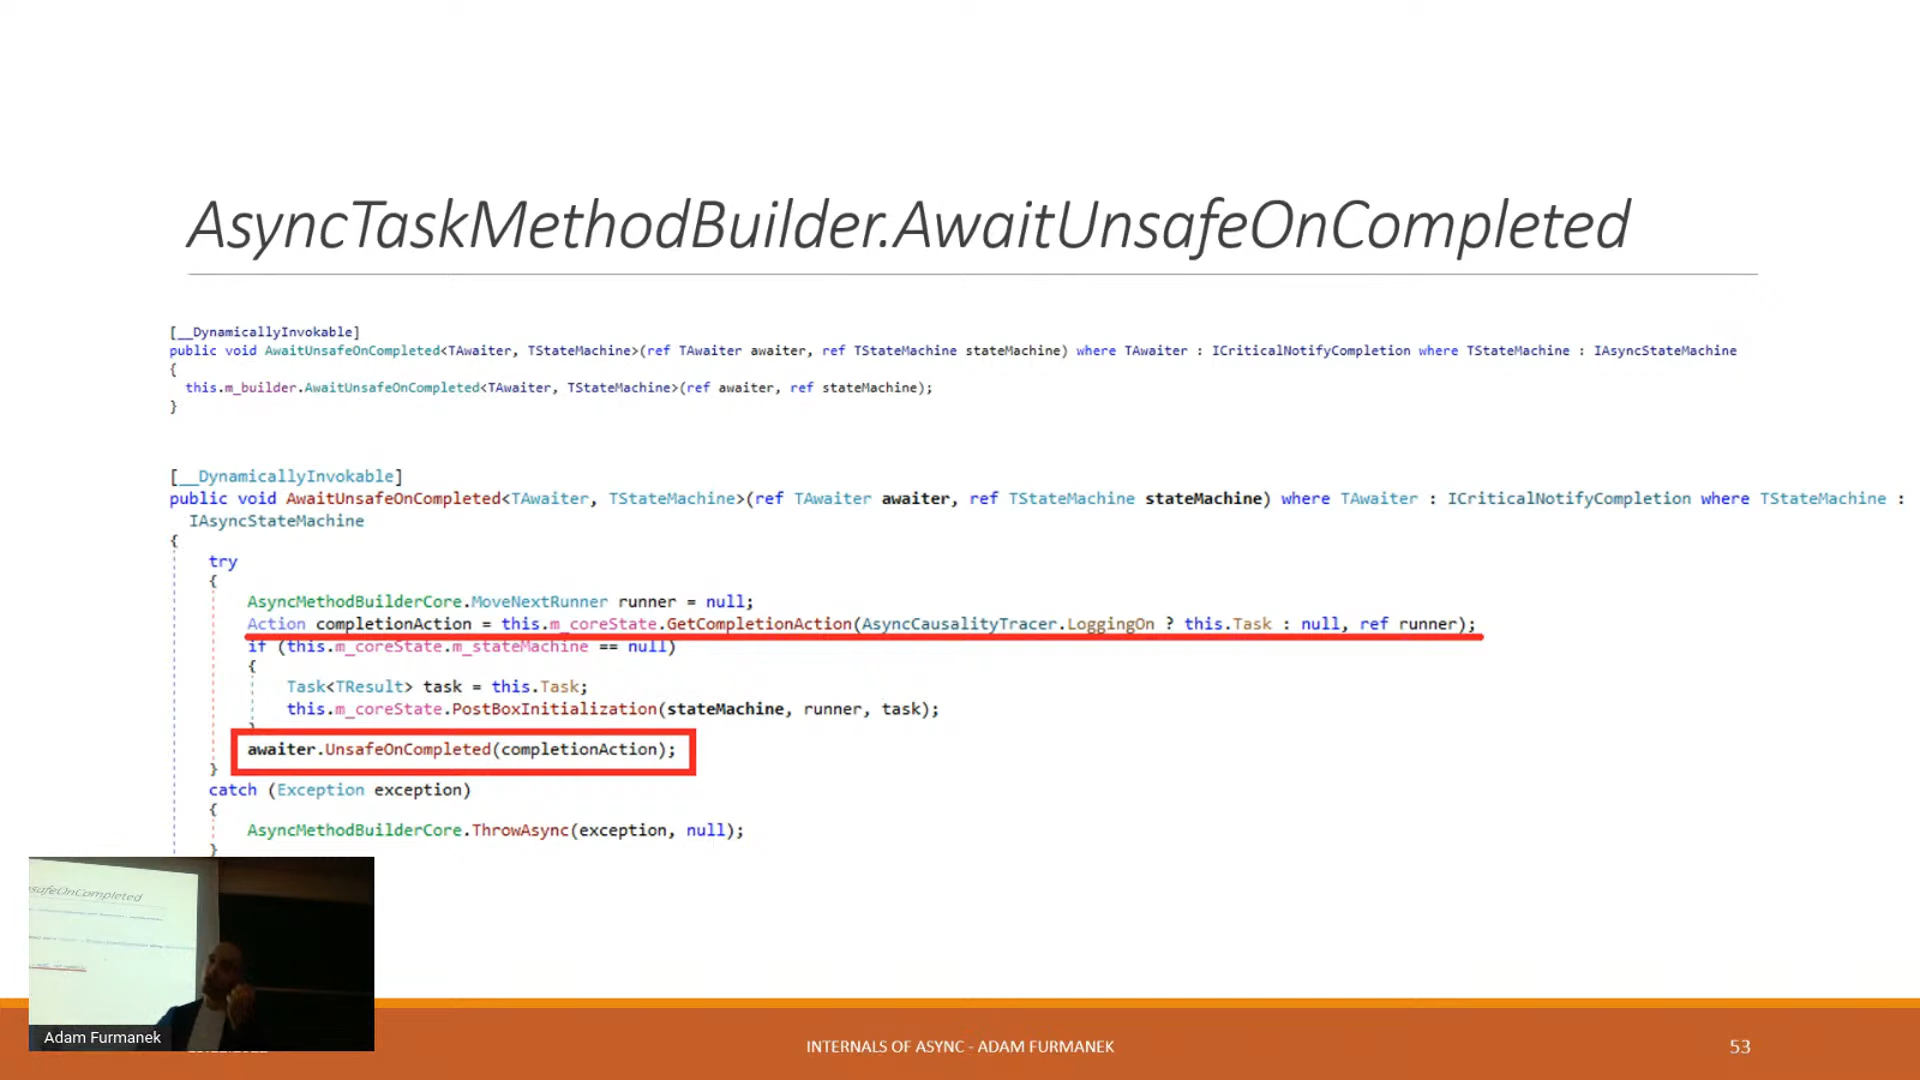 AsyncTaskMethodBuilder.AwaitUnsafeOnCompleted
[__DynamicallyInvokable]
public void AwaitUnsafeOnCompleted<TAwaiter, TStateMachine>(ref TAwaiter awaiter, ref TStateMachine stateMachine) where TAwaiter : ICriticalNotifyCompletion where TStateMachine : IAsyncStateMachine
{
this.m_builder.AwaitUnsafeOnCompleted<TAwaiter, TStateMachine>(ref awaiter, ref stateMachine);
}
[__DynamicallyInvokable]
public void AwaitUnsafeOnCompleted<TAwaiter, TStateMachine>(ref TAwaiter awaiter, ref TStateMachine stateMachine) where TAwaiter : ICriticalNotifyCompletion where TStateMachine :
IAsyncStateMachine
{
try
{
AsyncMethodBuilderCore.MoveNextRunner runner = null;
Action completionAction = this.m_coreState.GetCompletionAction(AsyncCausalityTracer.LoggingOn ? this.Task : null, ref runner);
if (this.m_coreState.m_stateMachine == null)
{
Task<TResult> task = this.Task;
this.m_coreState.PostBoxInitialization(stateMachine, runner, task);
}
awaiter.UnsafeOnCompleted(completionAction);
}
catch (Exception exception)
{
AsyncMethodBuilderCore.ThrowAsync(exception, null);
}
safeOnCompleted
Adam Furmanek
INTERNALS OF ASYNC - ADAM FURMANEK
53